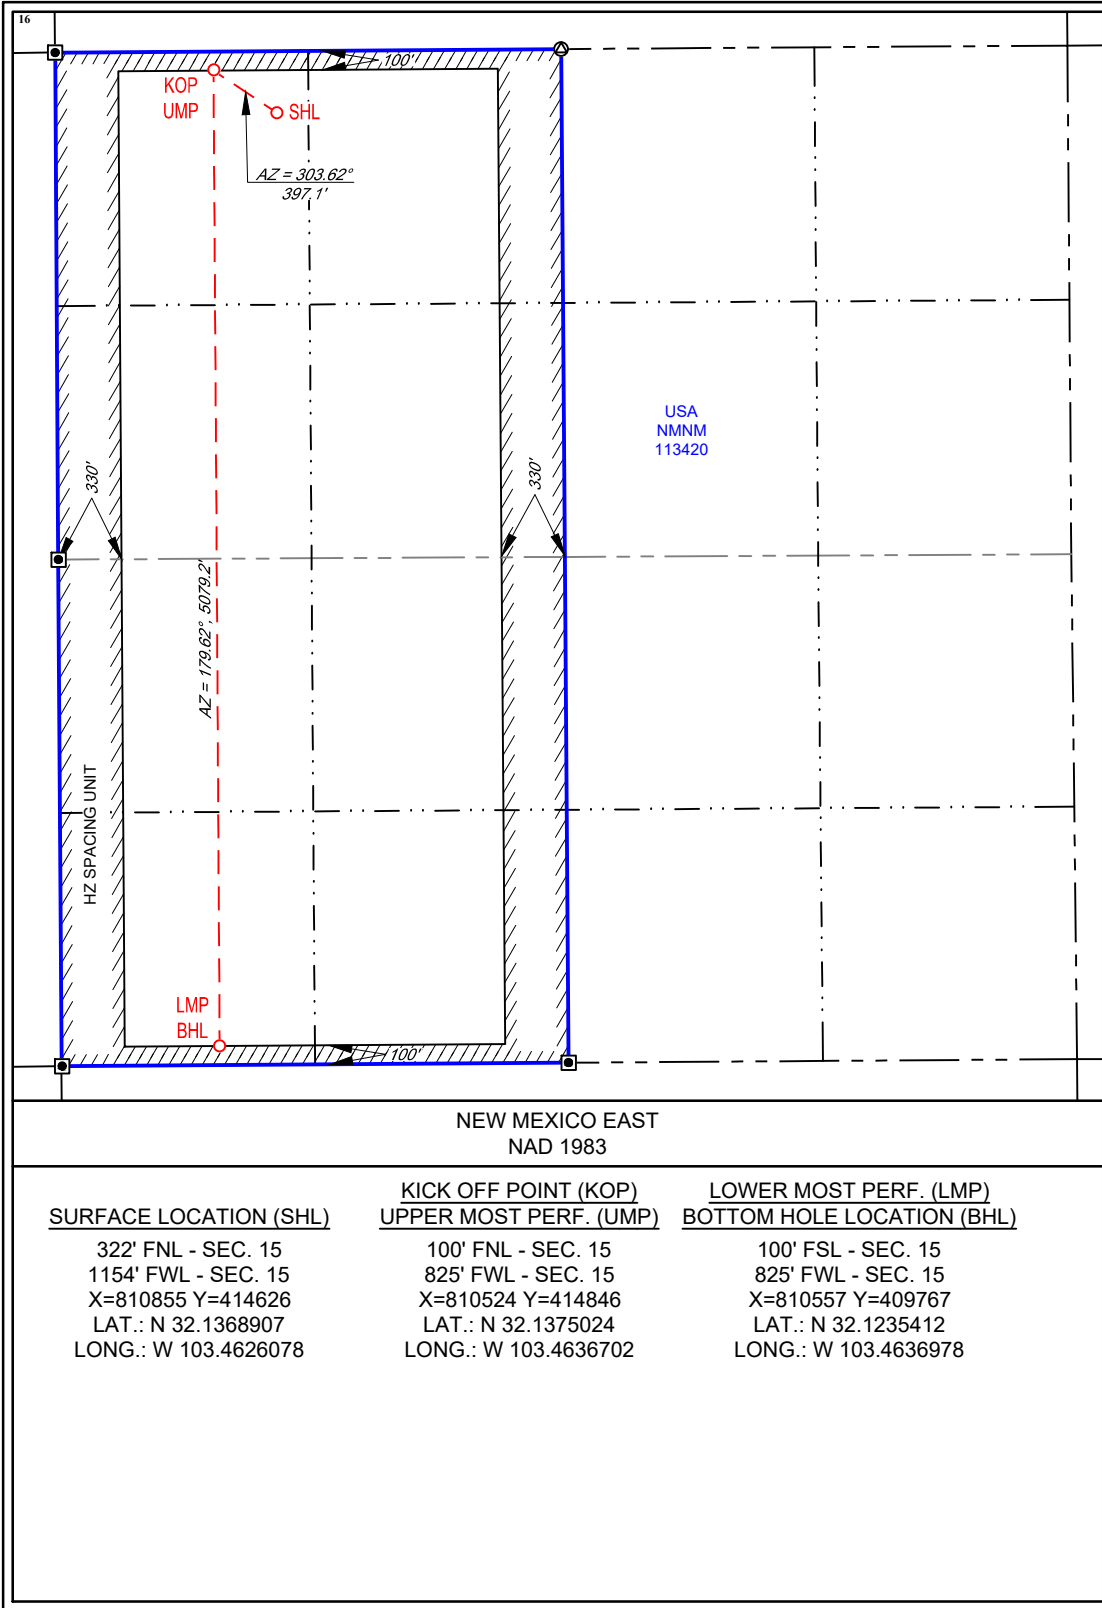 16
100'
KOP
UMP
SHL
AZ = 303.62°
397.1'
USA
NMNM
113420
330'
330'
AZ = 179.62°, 5079.2'
HZ SPACING UNIT
LMP
BHL
100'
NEW MEXICO EAST
NAD 1983
SURFACE LOCATION (SHL)
322' FNL - SEC. 15
1154' FWL - SEC. 15
X=810855 Y=414626
LAT.: N 32.1368907
LONG.: W 103.4626078
KICK OFF POINT (KOP)
UPPER MOST PERF. (UMP)
100' FNL - SEC. 15
825' FWL - SEC. 15
X=810524 Y=414846
LAT.: N 32.1375024
LONG.: W 103.4636702
LOWER MOST PERF. (LMP)
BOTTOM HOLE LOCATION (BHL)
100' FSL - SEC. 15
825' FWL - SEC. 15
X=810557 Y=409767
LAT.: N 32.1235412
LONG.: W 103.4636978